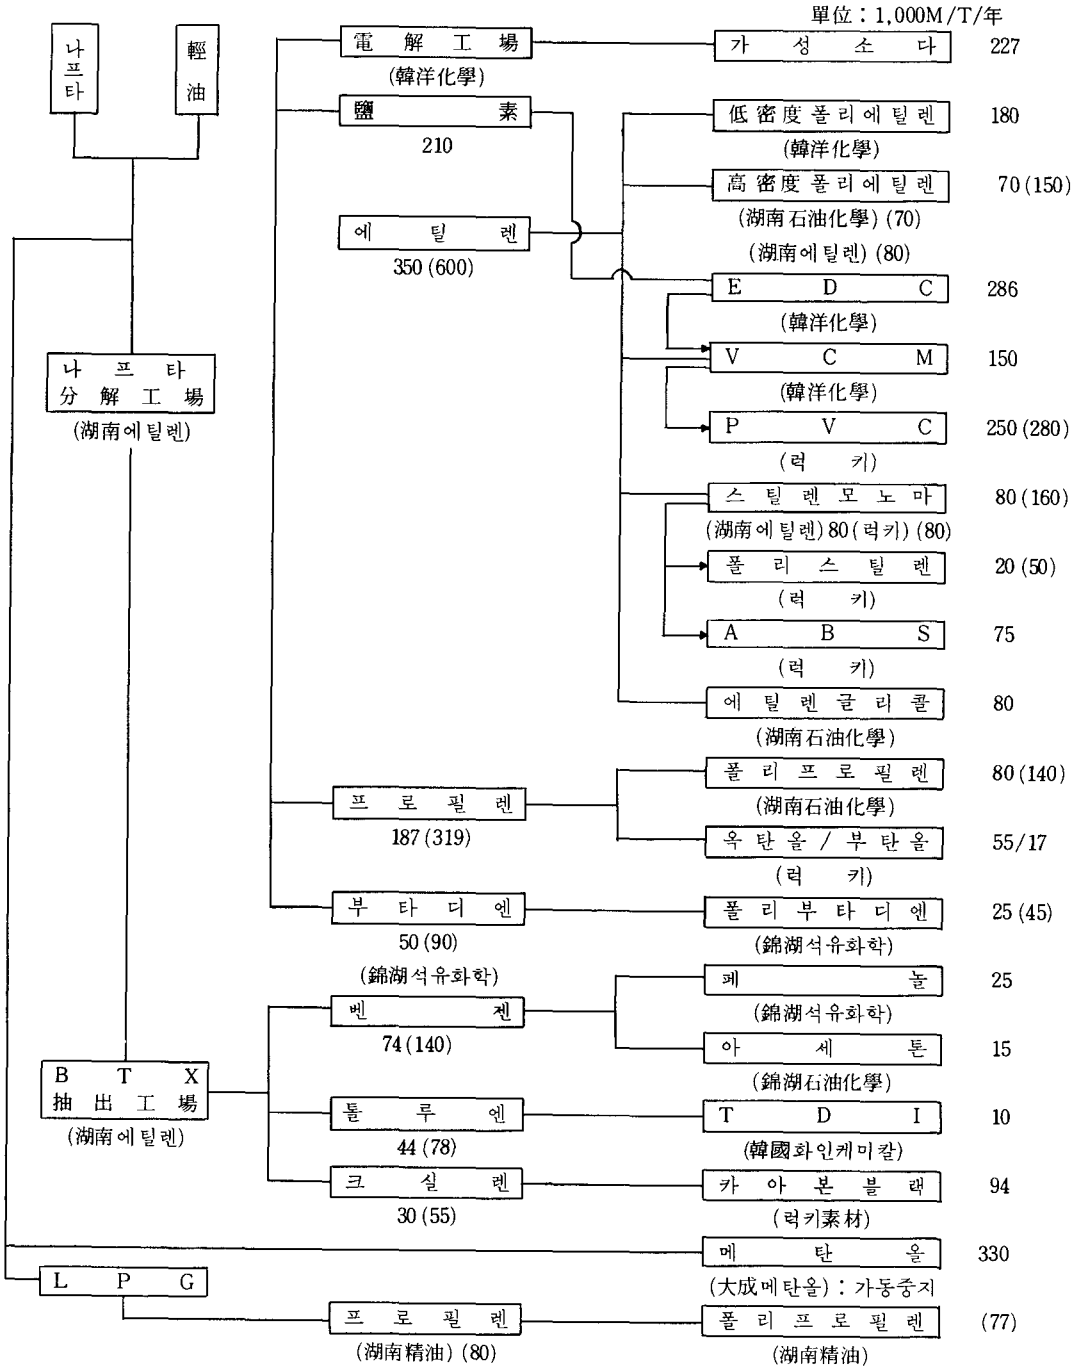 單位：1,000M/T/年
나프타
輕油
電解工場
(韓洋化學)
가성소다
227
鹽素
210
低密度폴리에틸렌
180
(韓洋化學)
高密度폴리에틸렌
70(150)
(湖南石油化學)(70)
(湖南에틸렌)(80)
에틸렌
350(600)
E D C
286
(韓洋化學)
V C M
150
(韓洋化學)
나프타
分解工場
(湖南에틸렌)
P V C
250(280)
(럭키)
스틸렌모노마
80(160)
(湖南에틸렌)80(럭키)(80)
폴리스틸렌
20(50)
(럭키)
A B S
75
(럭키)
에틸렌글리콜
80
(湖南石油化學)
프로필렌
187(319)
폴리프로필렌
80(140)
(湖南石油化學)
옥탄올/부탄올
55/17
(럭키)
부타디엔
50(90)
(錦湖석유화학)
폴리부타디엔
25(45)
(錦湖석유화학)
벤젠
74(140)
페놀
25
(錦湖석유화학)
아세톤
15
(錦湖石油化學)
B T X
抽出工場
(湖南에틸렌)
톨루엔
44(78)
T D I
10
(韓國화인케미칼)
크실렌
30(55)
카아본블랙
94
(럭키素材)
메탄올
330
(大成메탄올)：가동중지
L P G
프로필렌
(湖南精油)(80)
폴리프로필렌
(77)
(湖南精油)